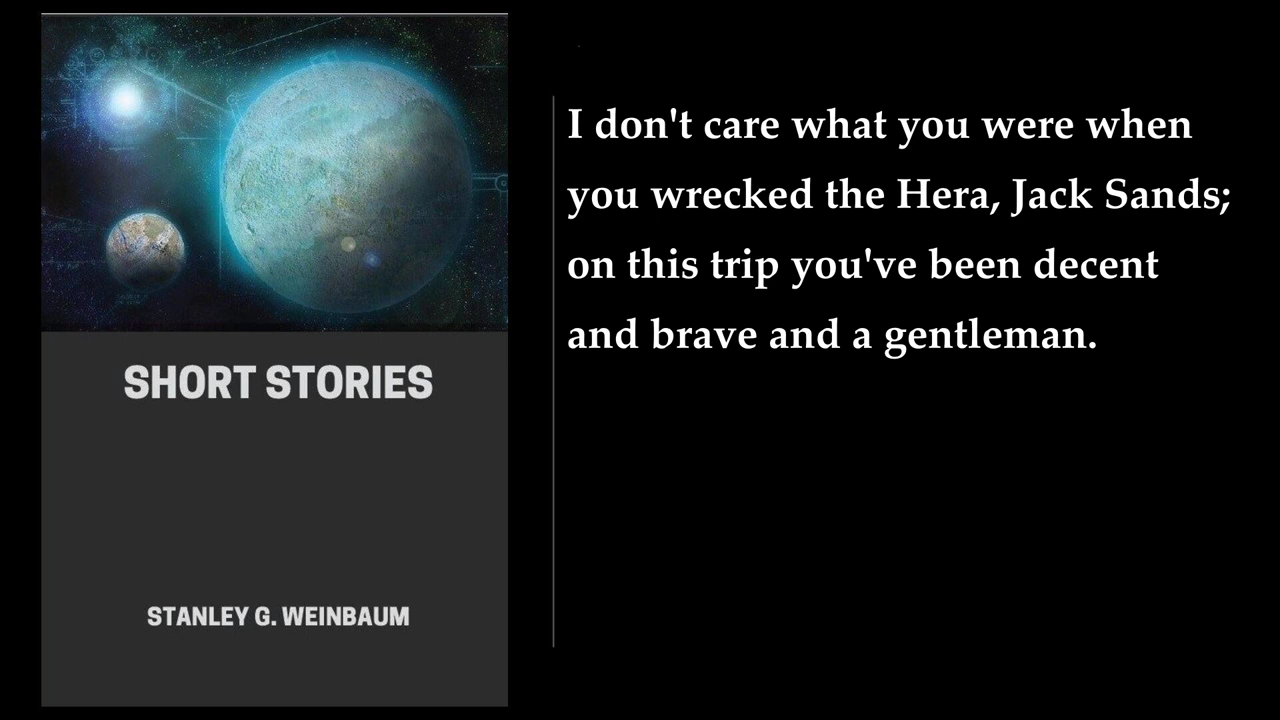 SHORT STORIES
STANLEY G. WEINBAUM
I don't care what you were when
you wrecked the Hera, Jack Sands;
on this trip you've been decent
and brave and a gentleman.